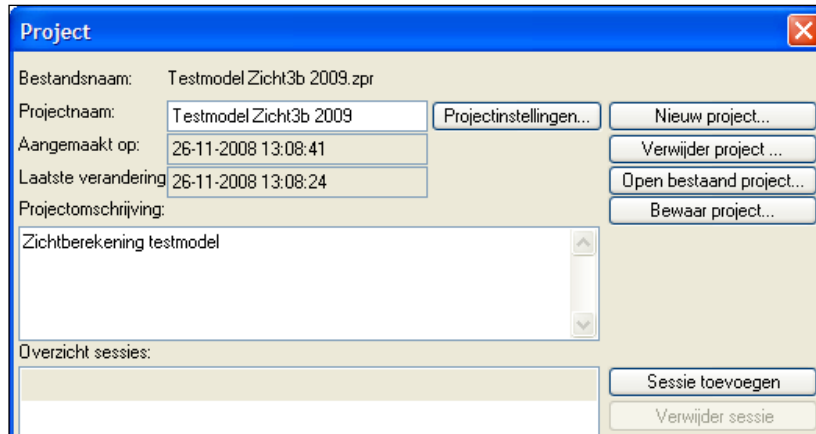 Project
Bestandsnaam: Testmodel Zicht3b 2009.zpr
Projectnaam: Testmodel Zicht3b 2009 Projectinstellingen... Nieuw project...
Aangemaakt op: 26-11-2008 13:08:41 Verwijder project ...
Laatste verandering 26-11-2008 13:08:24 Open bestaand project...
Projectomschrijving: Bewaar project...
Zichtberekening testmodel
Overzicht sessies:
Sessie toevoegen
Verwijder sessie